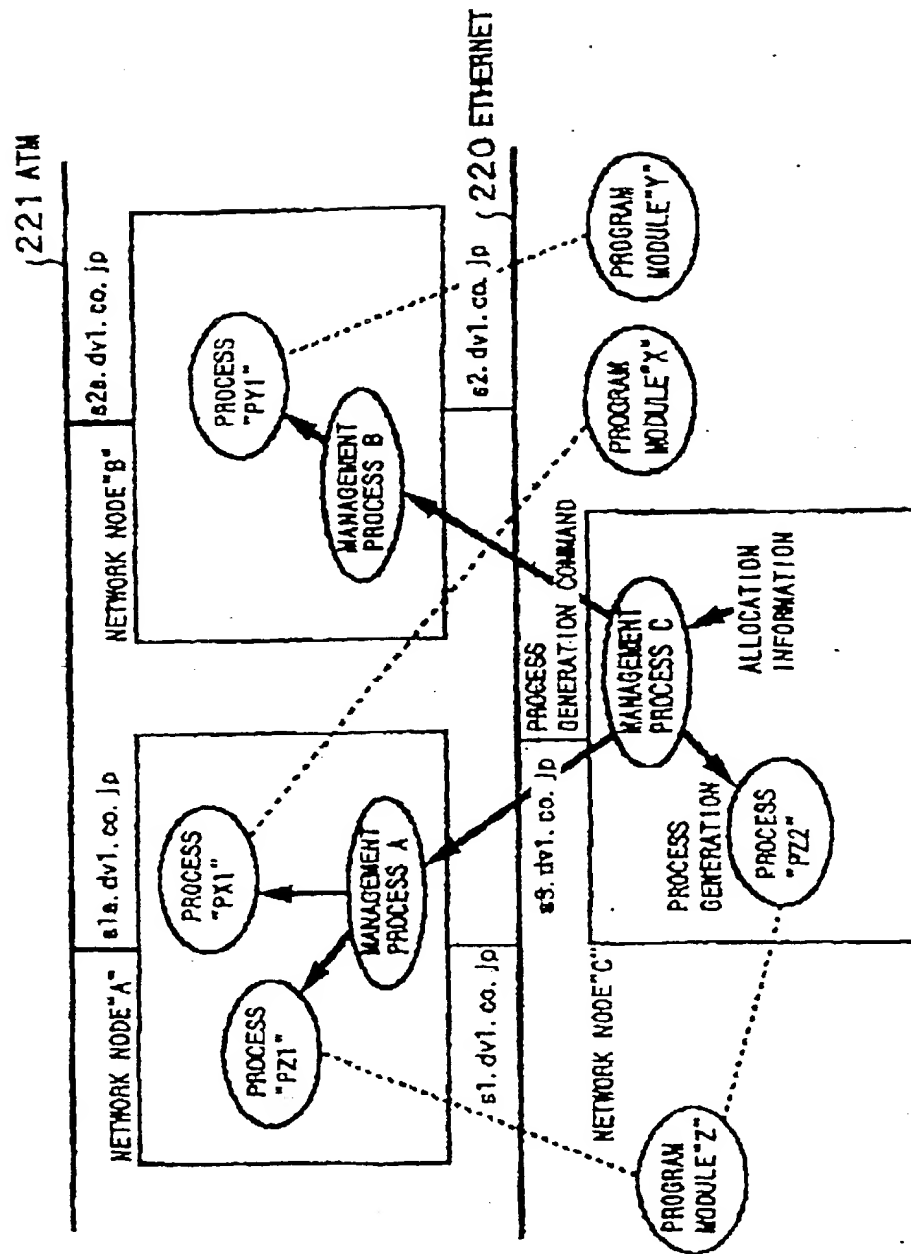 221 ATM
NETWORK NODE"A"
s1a.dv1.co.jp
NETWORK NODE"B"
s2a.dv1.co.jp
PROCESS
"PZ1"
PROCESS
"PX1"
MANAGEMENT
PROCESS A
PROCESS
"PY1"
MANAGEMENT
PROCESS B
s1.dv1.co.jp
s2.dv1.co.jp
220 ETHERNET
NETWORK NODE"C"
s3.dv1.co.jp
PROCESS
GENERATION COMMAND
MANAGEMENT
PROCESS C
PROCESS
GENERATION
PROCESS
"PZ2"
ALLOCATION
INFORMATION
PROGRAM
MODULE"Z"
PROGRAM
MODULE"X"
PROGRAM
MODULE"Y"